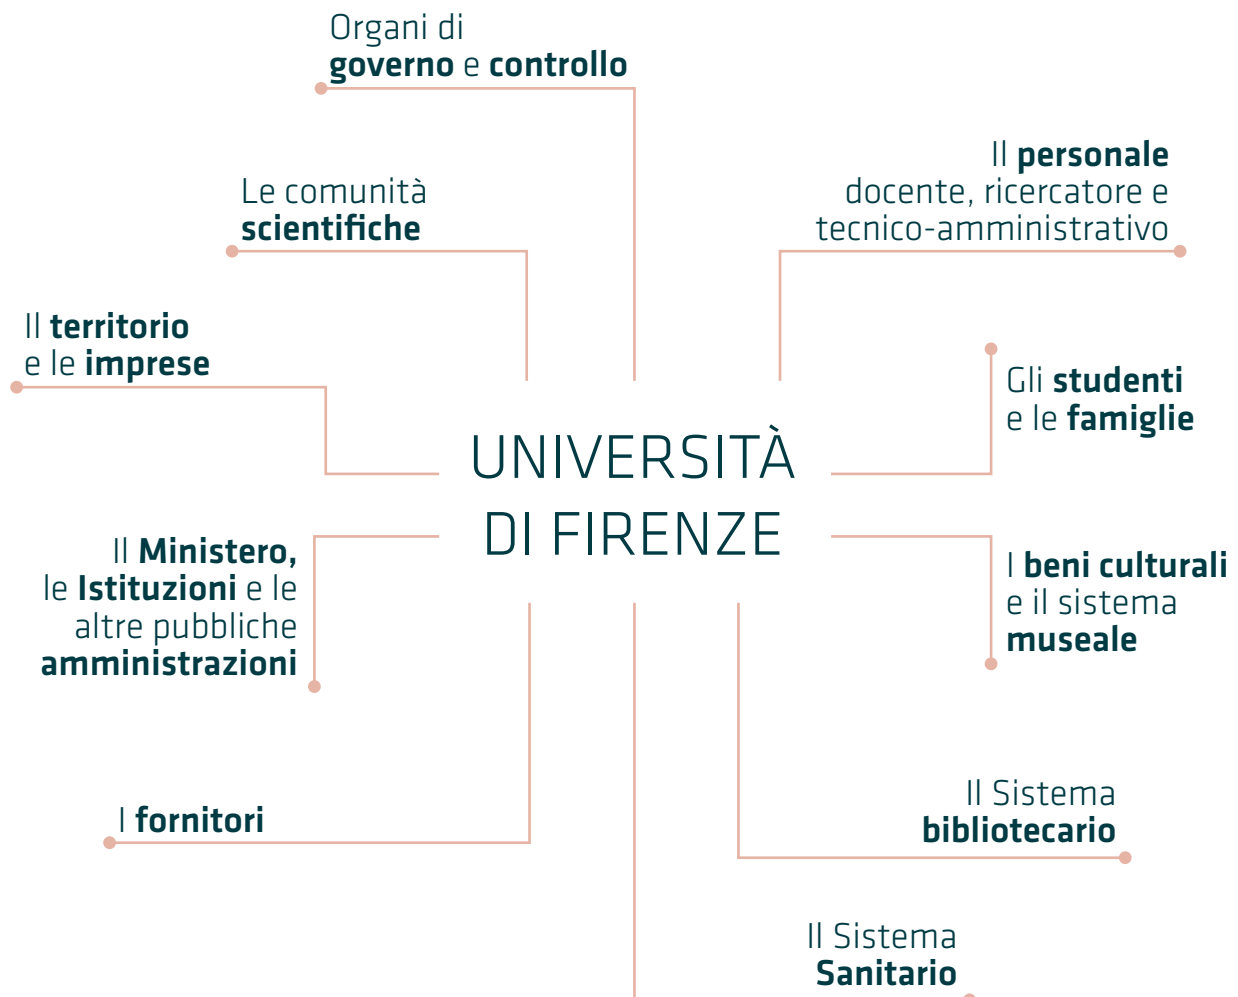 Organi di
governo e controllo
Il personale
docente, ricercatore e
tecnico-amministrativo
Le comunità
scientifiche
Il territorio
e le imprese
Gli studenti
e le famiglie
UNIVERSITÀ
DI FIRENZE
Il Ministero,
le Istituzioni e le
altre pubbliche
amministrazioni
I beni culturali
e il sistema
museale
I fornitori
Il Sistema
bibliotecario
Il Sistema
Sanitario